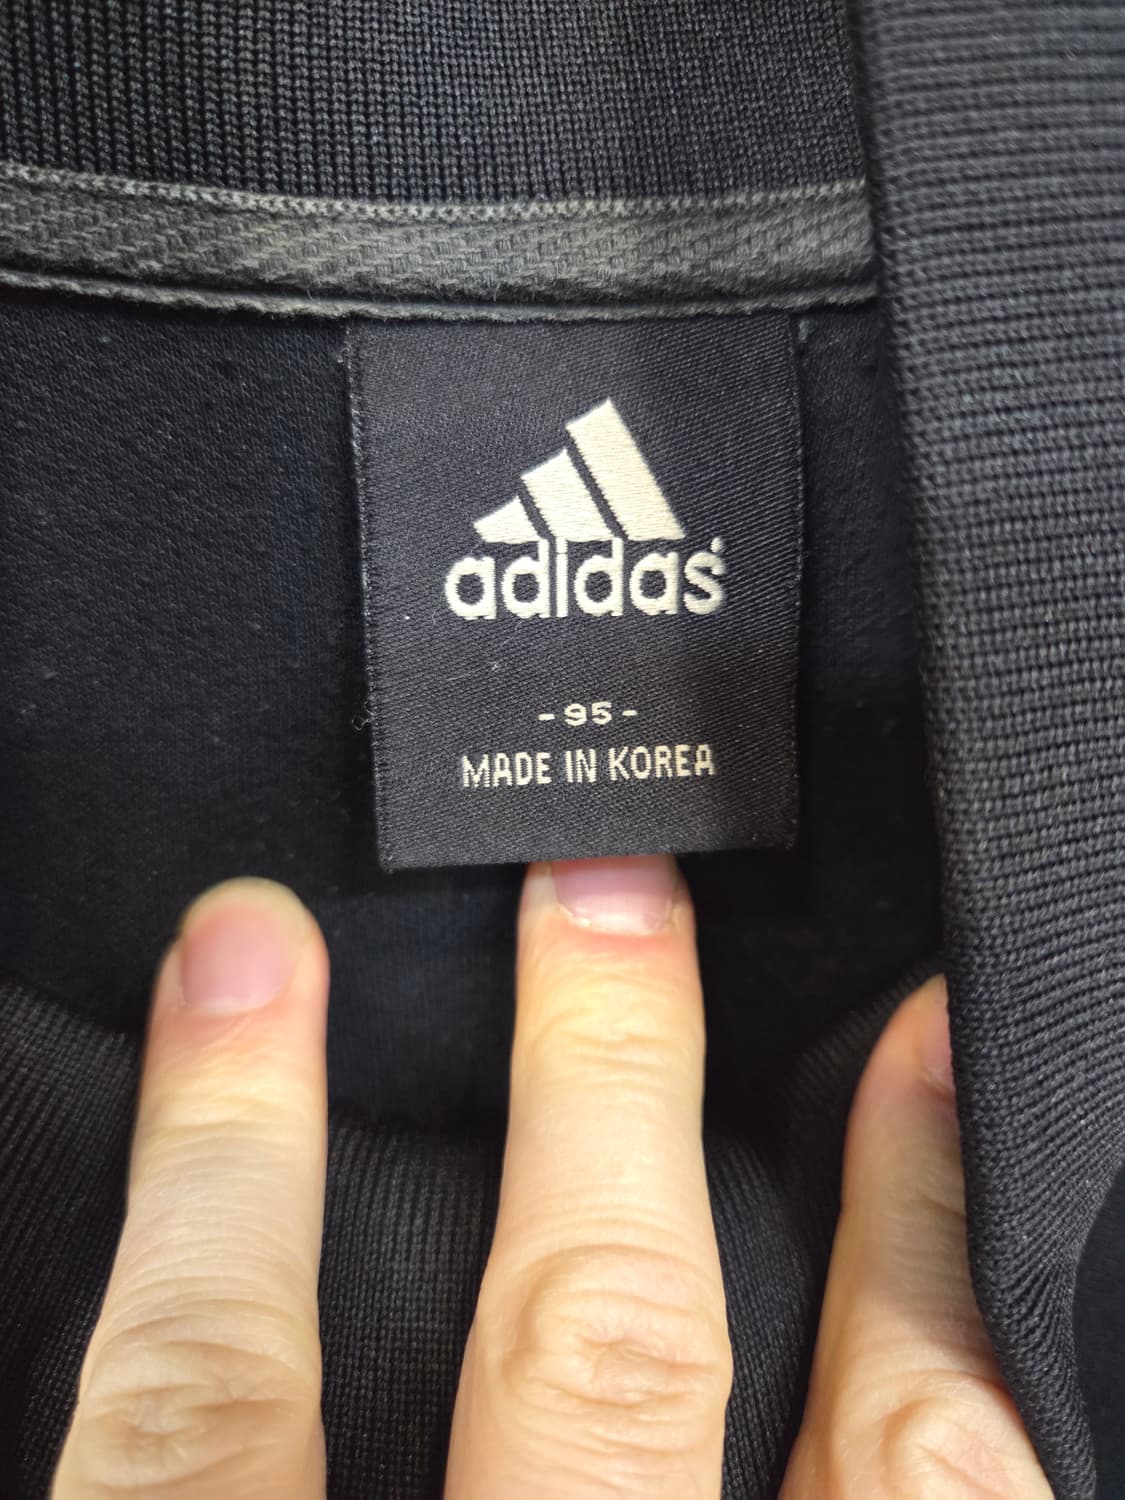 adidas
-95-
MADE IN KOREA